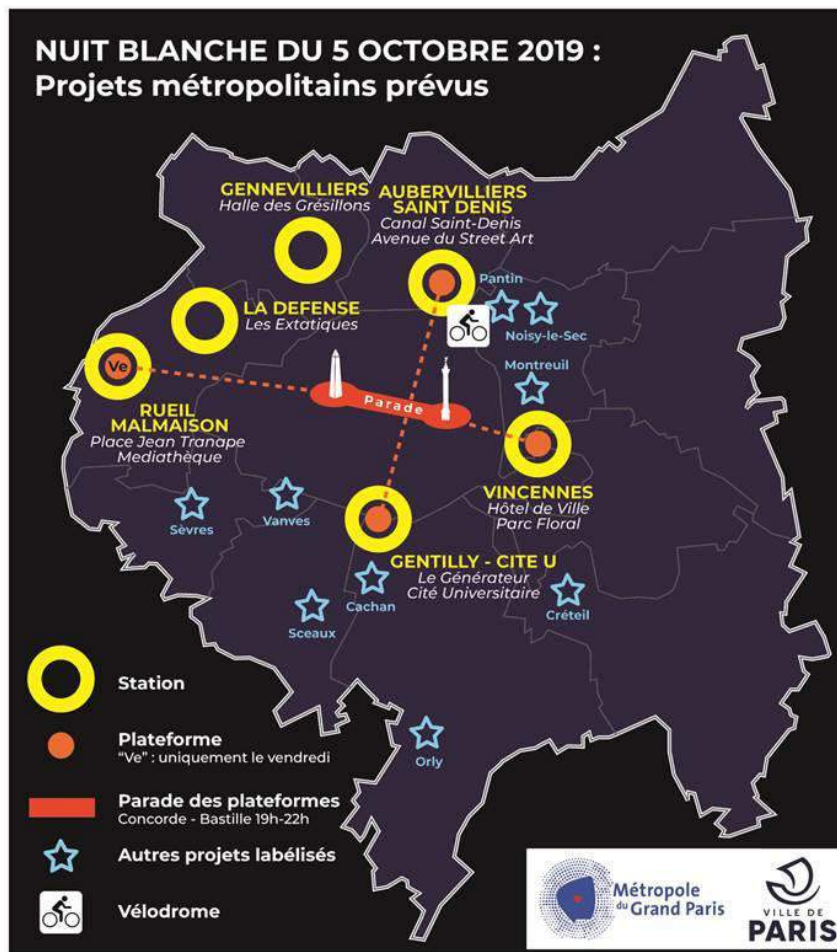 NUIT BLANCHE DU 5 OCTOBRE 2019 :
Projets métropolitains prévus
GENNEVILLIERS
Halle des Grésillons
AUBERVILLIERS
SAINT DENIS
Canal Saint-Denis
Avenue du Street Art
Pantin
Noisy-le-Sec
LA DEFENSE
Les Extatiques
Montreuil
Ve
Parade
RUEIL
MALMAISON
Place Jean Tranape
Mediathèque
VINCENNES
Hôtel de Ville
Parc Floral
Sèvres
Vanves
GENTILLY - CITE U
Le Générateur
Cité Universitaire
Cachan
Sceaux
Créteil
Orly
Station
Plateforme
"Ve" : uniquement le vendredi
Parade des plateformes
Concorde - Bastille 19h-22h
Autres projets labélisés
Vélodrome
Métropole
du Grand Paris
VILLE DE
PARIS